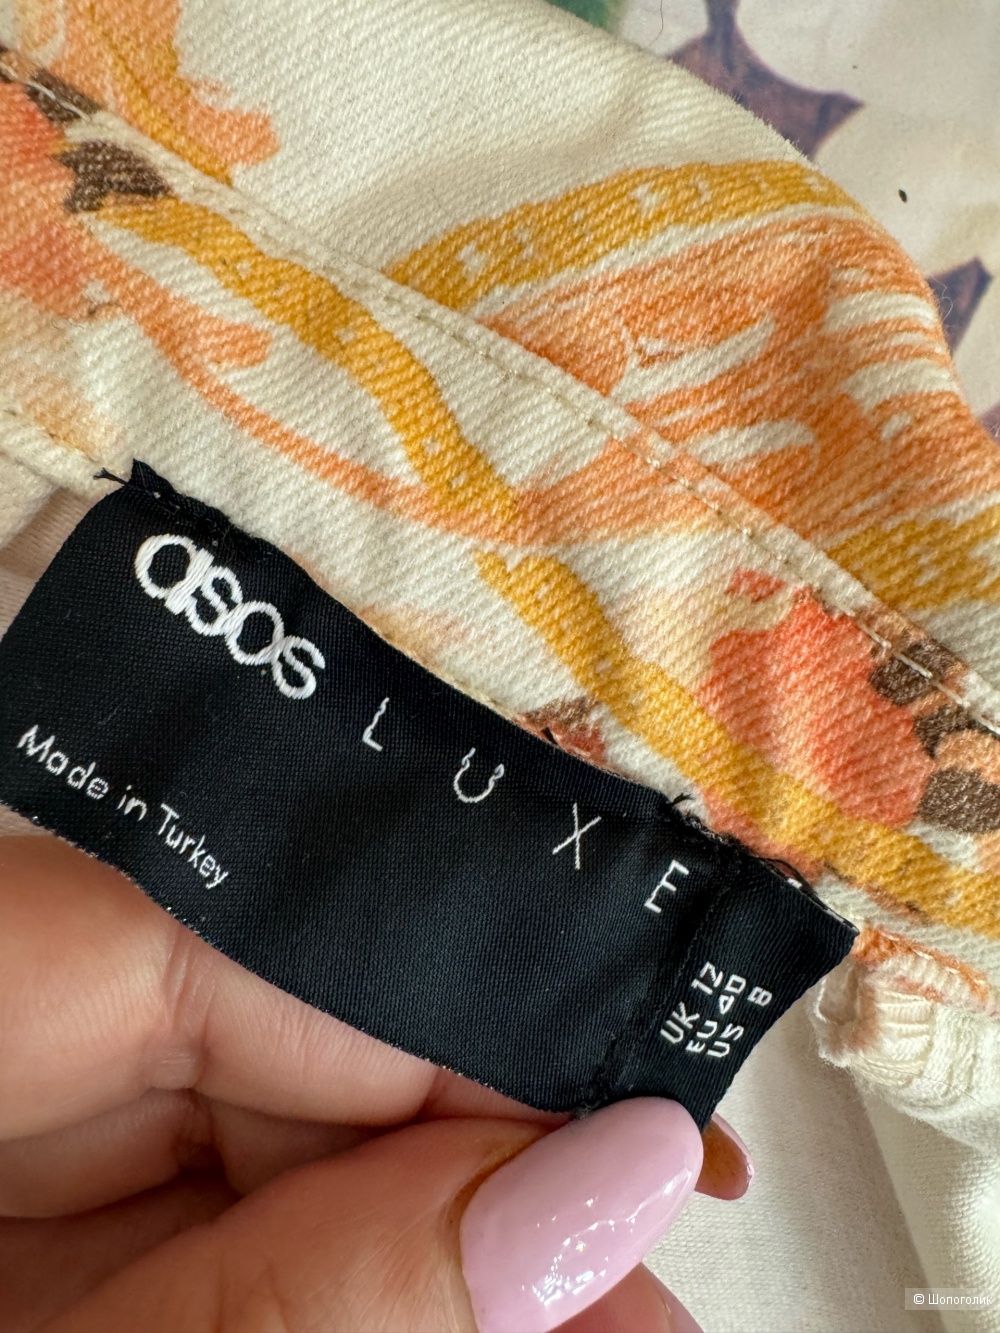 asos
LUXE
Made in Turkey
UK 12
EU 40
US 8
© Шопоголик